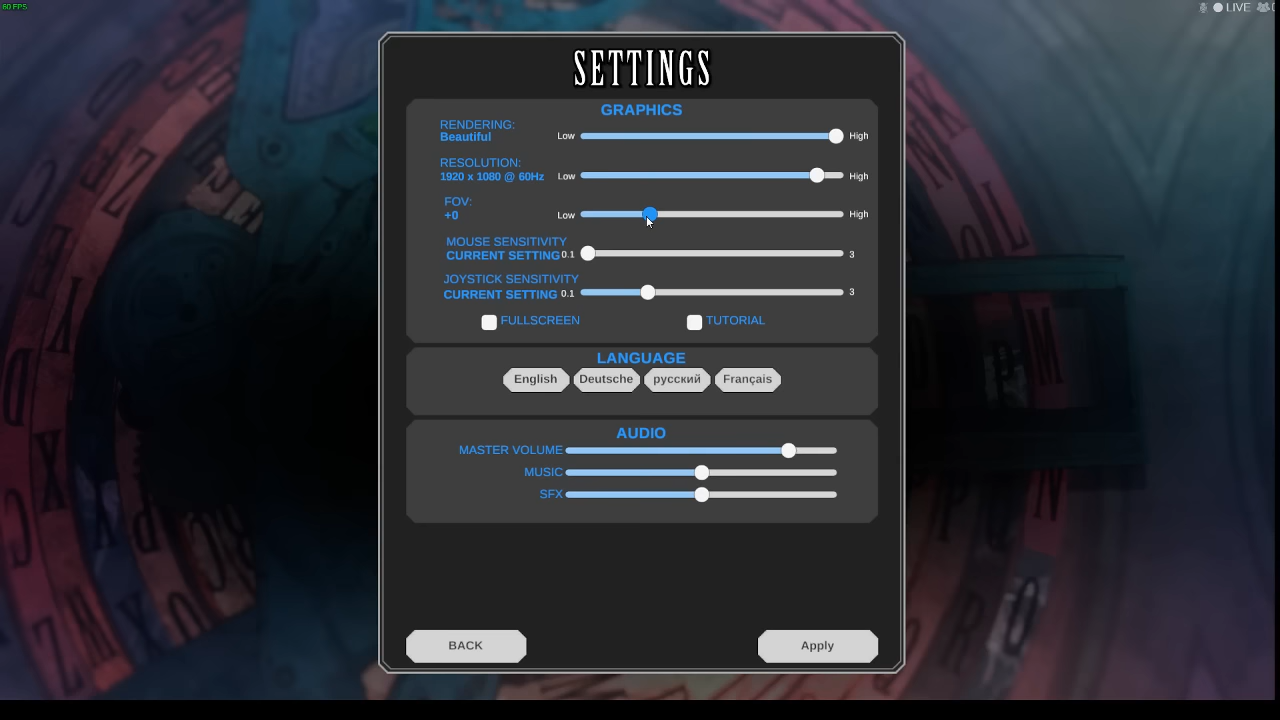 60 FPS
LIVE
SETTINGS
GRAPHICS
RENDERING:
Beautiful
Low
High
RESOLUTION:
1920 x 1080 @ 60Hz
Low
High
FOV:
+0
Low
High
MOUSE SENSITIVITY
CURRENT SETTING
0.1
3
JOYSTICK SENSITIVITY
CURRENT SETTING
0.1
3
FULLSCREEN
TUTORIAL
LANGUAGE
English
Deutsche
русский
Français
AUDIO
MASTER VOLUME
MUSIC
SFX
BACK
Apply